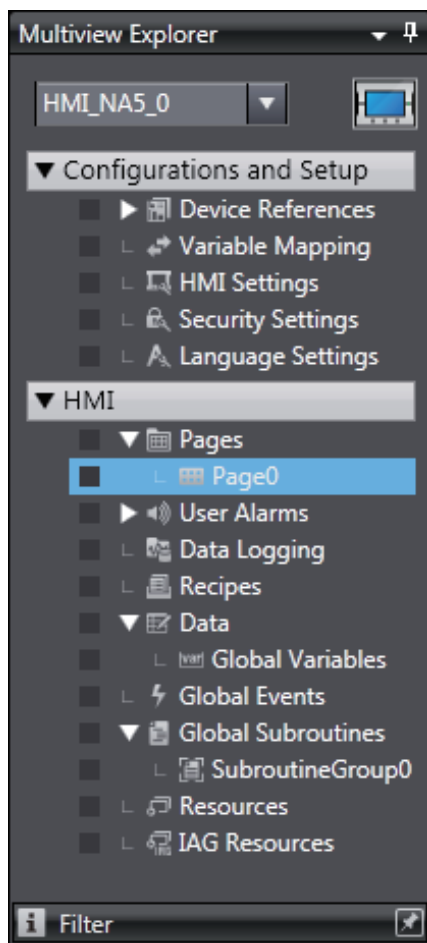 Multiview Explorer
HMI_NA5_0
Configurations and Setup
Device References
Variable Mapping
HMI Settings
Security Settings
Language Settings
HMI
Pages
Page0
User Alarms
Data Logging
Recipes
Data
Global Variables
Global Events
Global Subroutines
SubroutineGroup0
Resources
IAG Resources
Filter